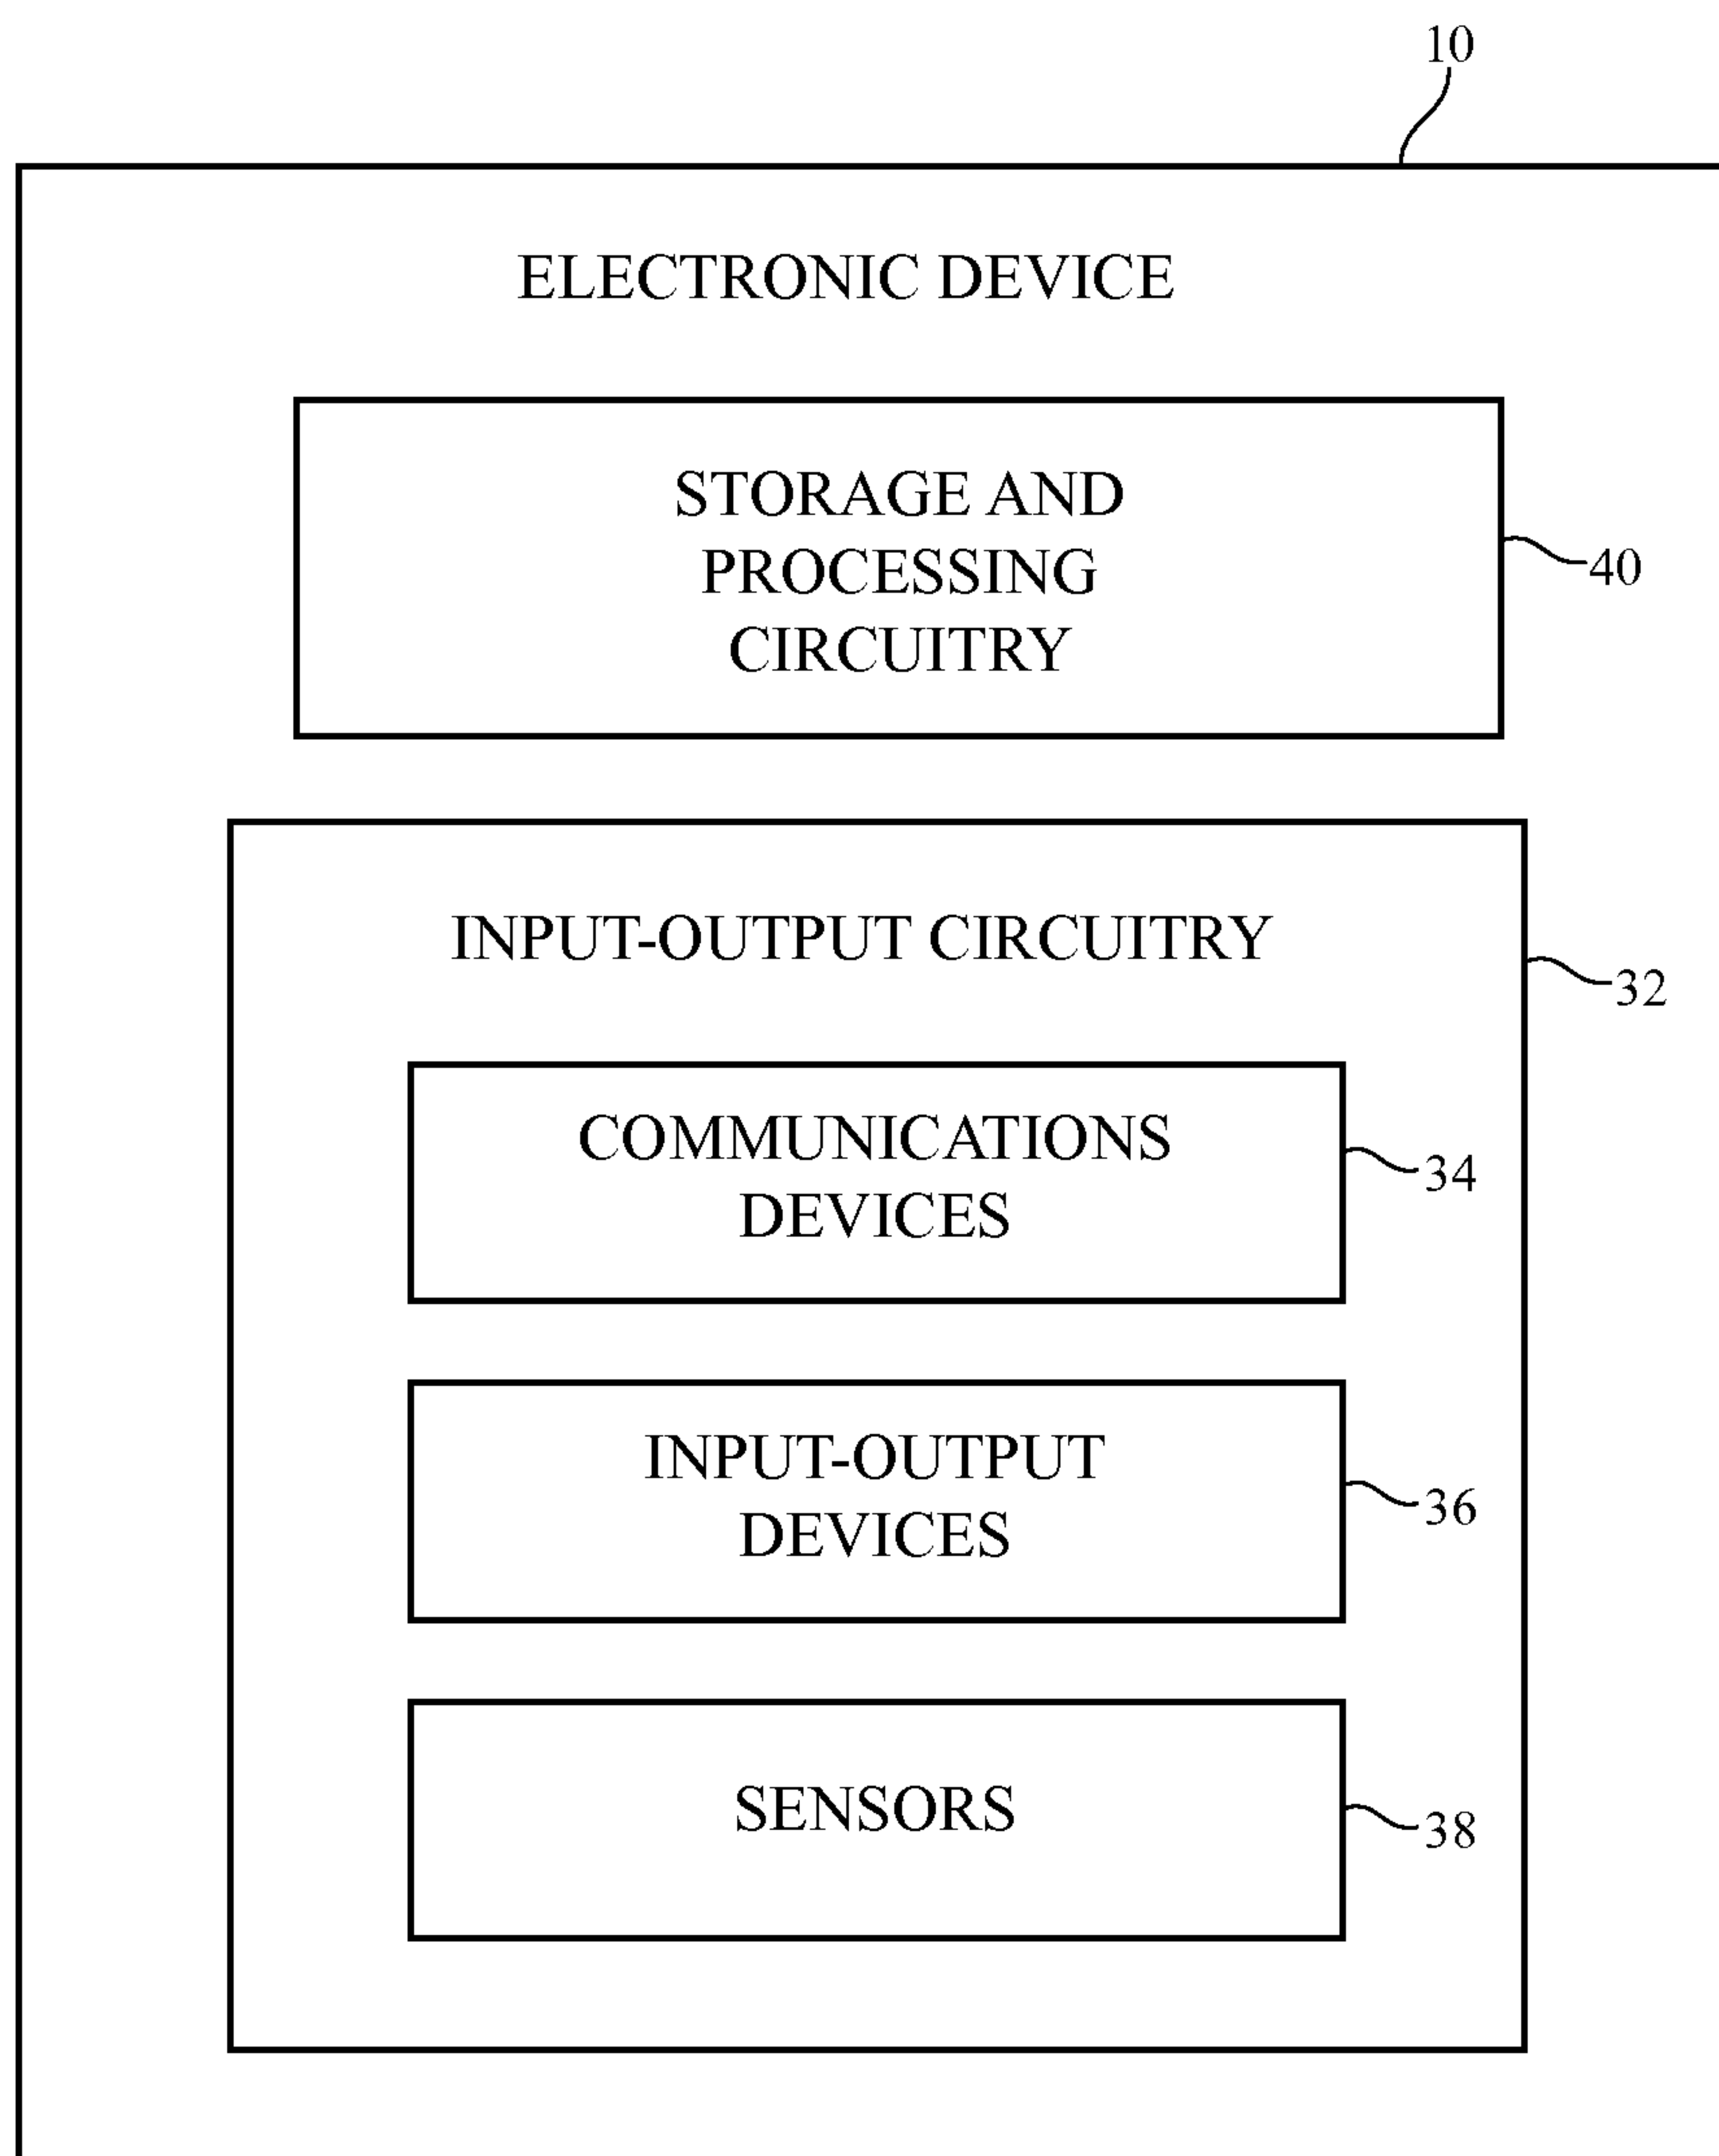 10
ELECTRONIC DEVICE
STORAGE AND
PROCESSING
CIRCUITRY
40
INPUT-OUTPUT CIRCUITRY
32
COMMUNICATIONS
DEVICES
34
INPUT-OUTPUT
DEVICES
36
SENSORS
38